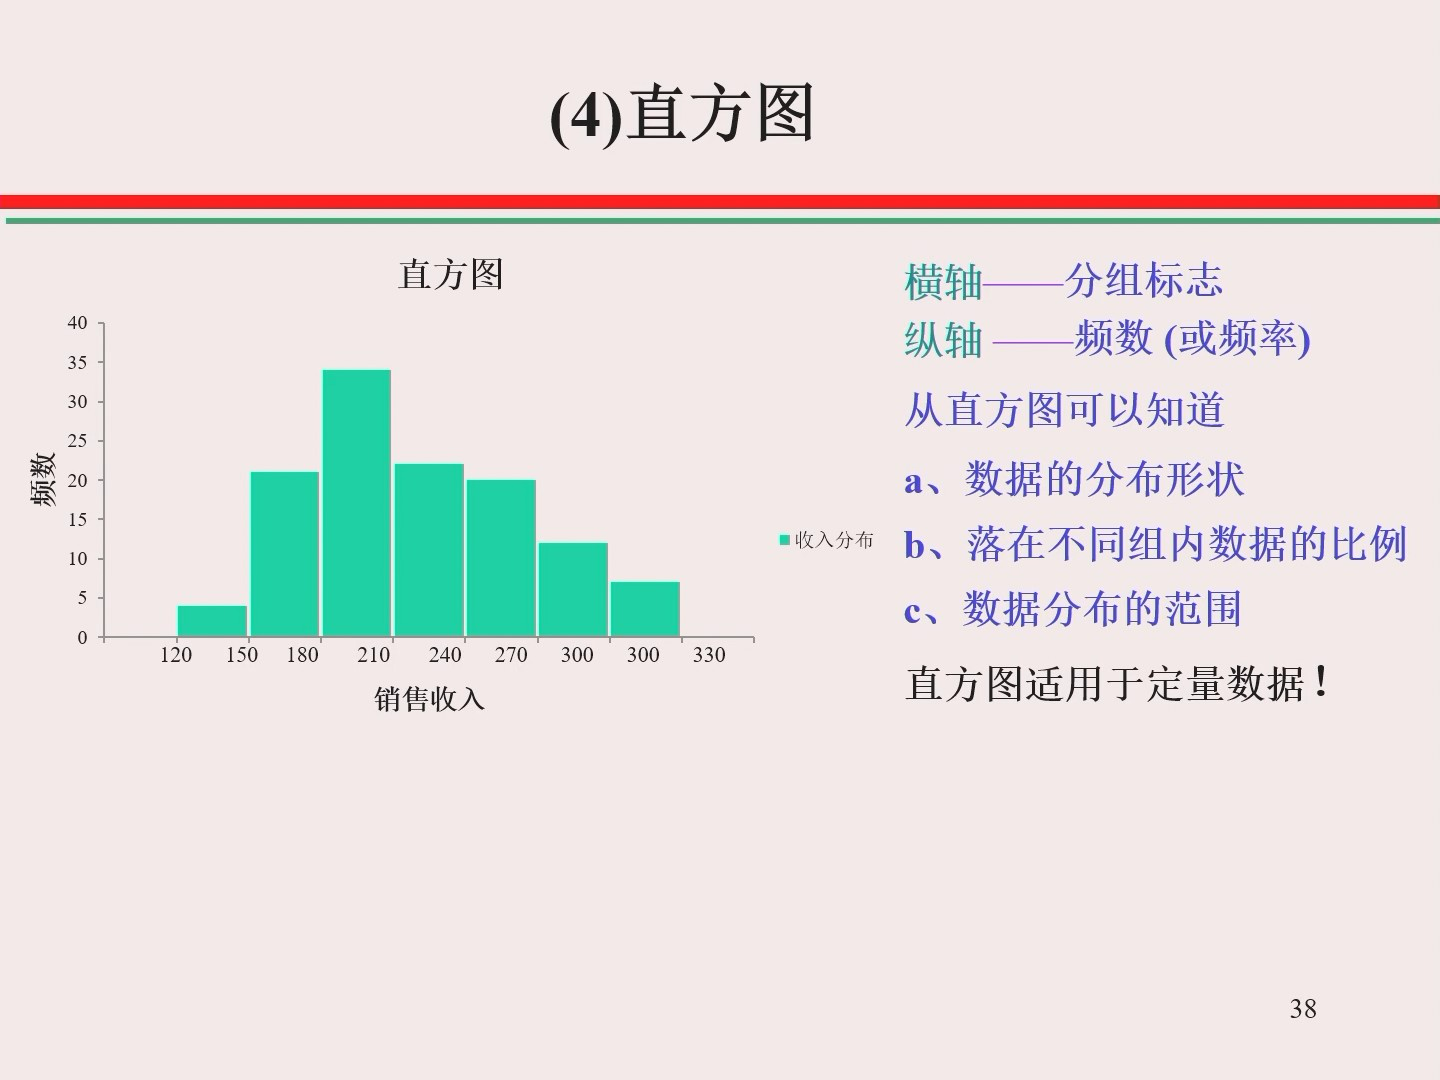 (4)直方图
直方图
40
35
30
25
20
15
10
5
0
频数
120 150 180 210 240 270 300 300 330
销售收入
收入分布
横轴——分组标志
纵轴 ——频数 (或频率)
从直方图可以知道
a、数据的分布形状
b、落在不同组内数据的比例
c、数据分布的范围
直方图适用于定量数据！
38